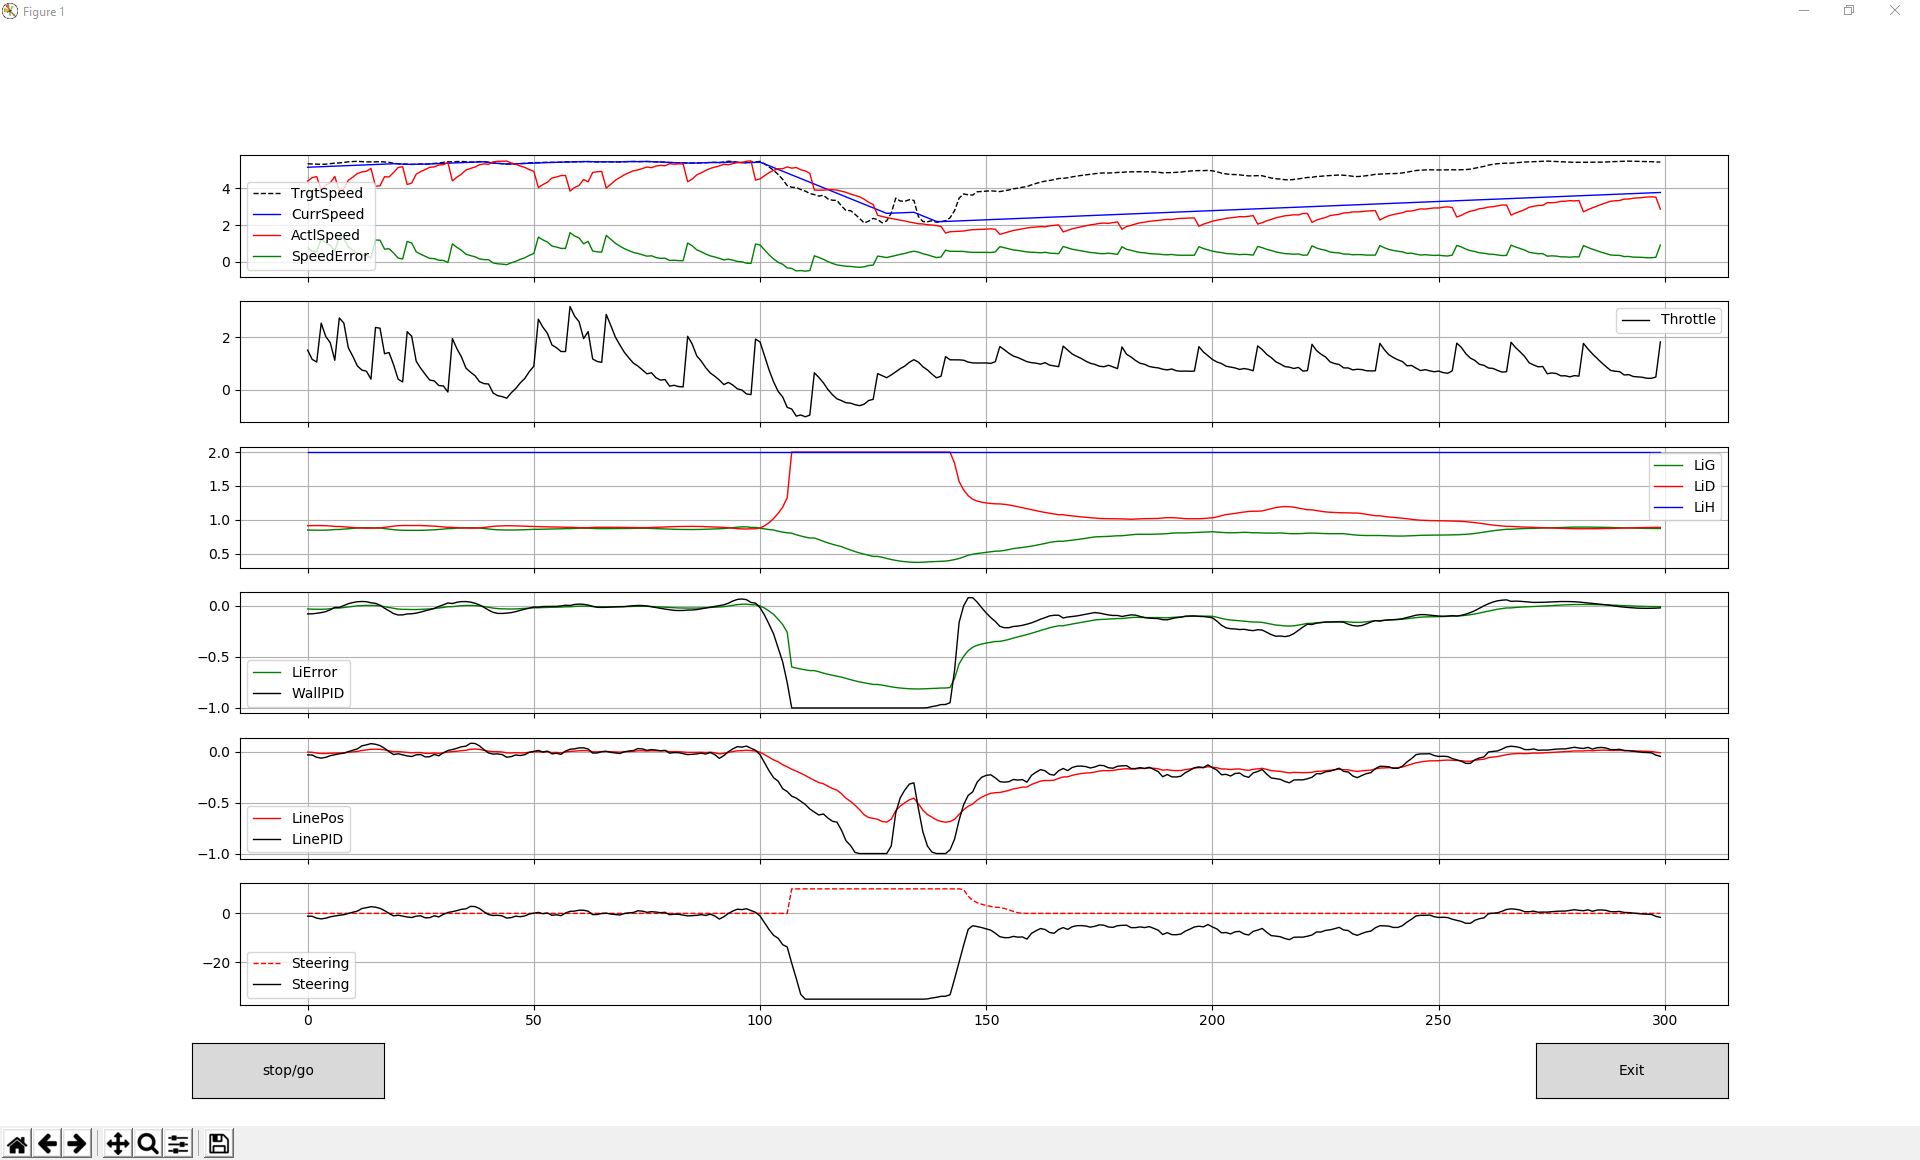 Figure 1
4
2
0
TrgtSpeed
CurrSpeed
ActlSpeed
SpeedError
2
0
Throttle
2.0
1.5
1.0
0.5
LiG
LiD
LiH
0.0
−0.5
−1.0
LiError
WallPID
0.0
−0.5
−1.0
LinePos
LinePID
0
−20
Steering
Steering
0 50 100 150 200 250 300
stop/go Exit